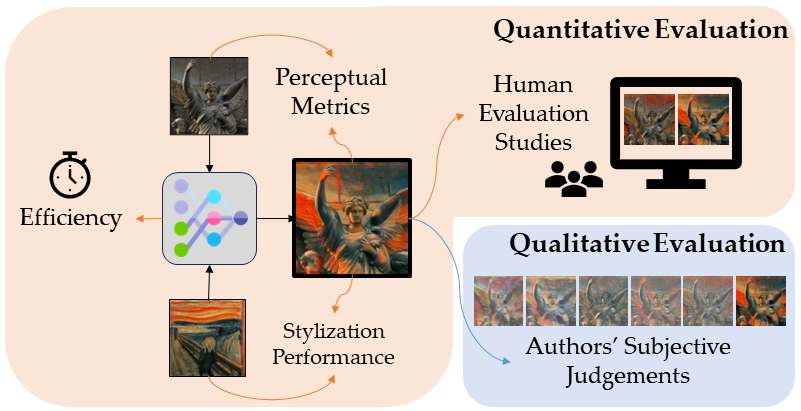 Quantitative Evaluation
Perceptual
Metrics
Human
Evaluation
Studies
Efficiency
Stylization
Performance
Qualitative Evaluation
Authors’ Subjective
Judgements